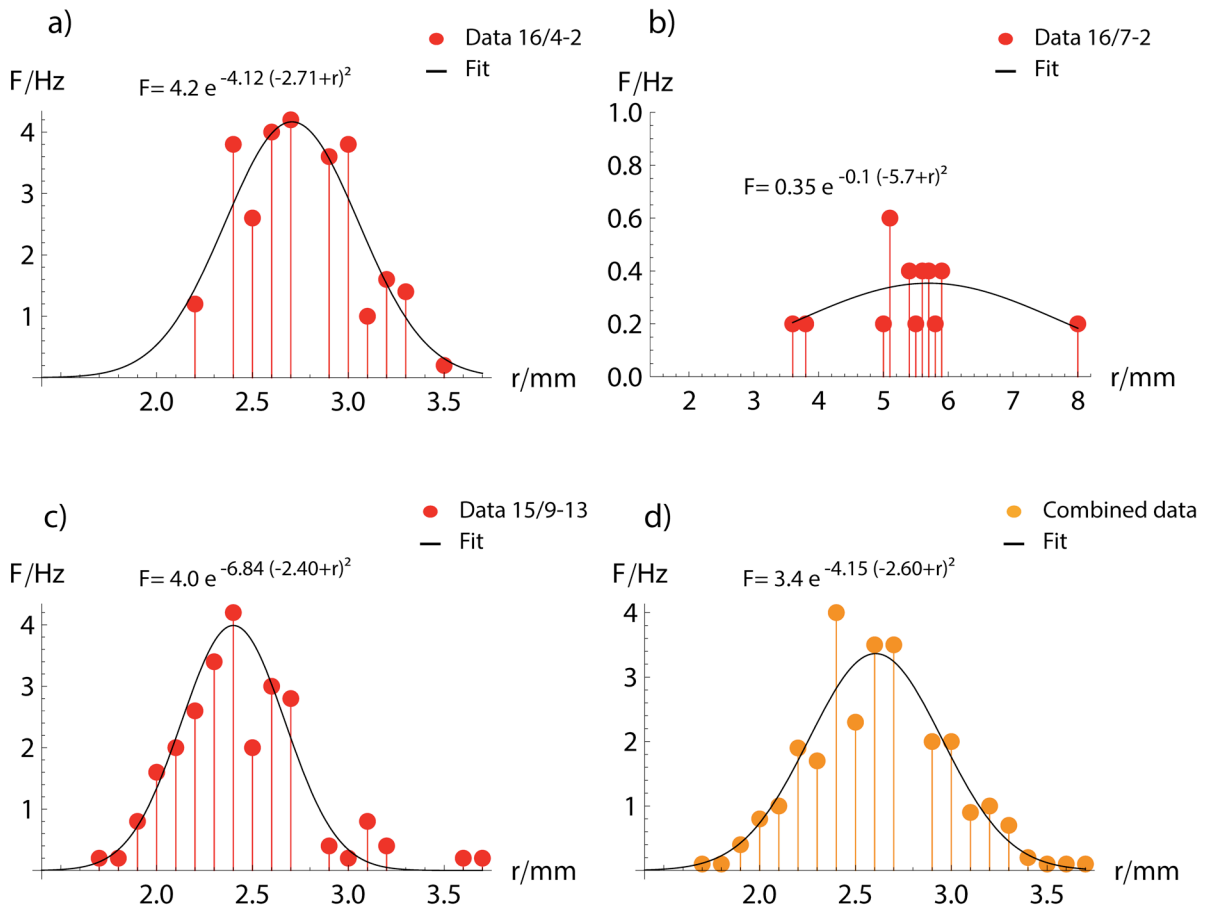 a)
Data 16/4-2
Fit
F/Hz
F= 4.2 e^-4.12 (-2.71+r)²
4
3
2
1
2.0 2.5 3.0 3.5
r/mm
b)
Data 16/7-2
Fit
F/Hz
F= 0.35 e^-0.1 (-5.7+r)²
1.0
0.8
0.6
0.4
0.2
0.0
2 3 4 5 6 7 8
r/mm
c)
Data 15/9-13
Fit
F/Hz
F= 4.0 e^-6.84 (-2.40+r)²
4
3
2
1
2.0 2.5 3.0 3.5
r/mm
d)
Combined data
Fit
F/Hz
F= 3.4 e^-4.15 (-2.60+r)²
4
3
2
1
2.0 2.5 3.0 3.5
r/mm